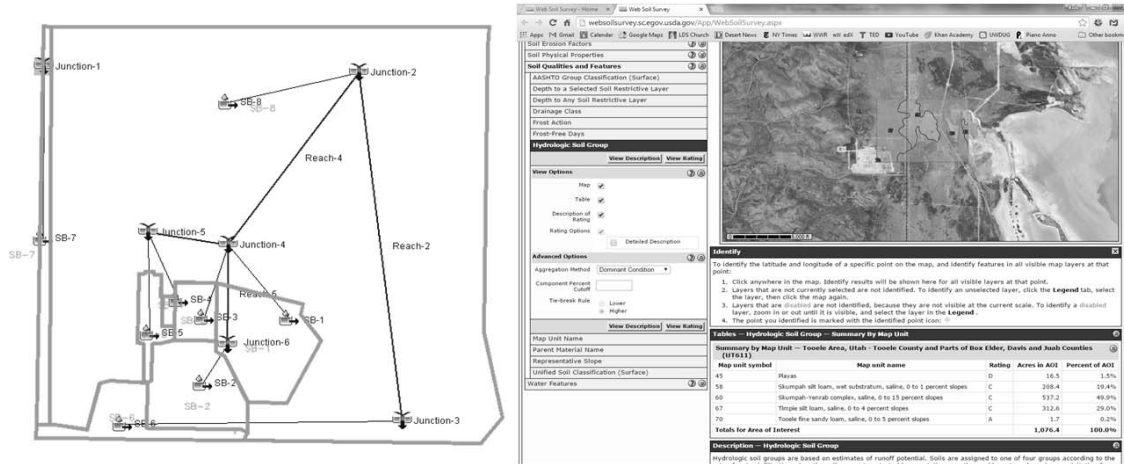 Junction-1
Junction-2
SB-8
SB-8
Reach-4
SB-7
SB-7
Junction-5
Junction-4
Reach-2
Reach-5
SB-4
SB-3
SB-1
SB-5
Junction-6
SB-1
SB-2
SB-2
SB-6
SB-6
Junction-3
Web Soil Survey - Home
Web Soil Survey
websoilsurvey.sc.egov.usda.gov/App/WebSoilSurvey.aspx
Apps Gmail Calendar Google Maps LDS Church Desert News NY Times WWR TED YouTube Khan Academy UWDUG Piano Anno Other bookm
Soil Erosion Factors
Soil Physical Properties
Soil Qualities and Features
AASHTO Group Classification (Surface)
Depth to a Selected Soil Restrictive Layer
Depth to Any Soil Restrictive Layer
Drainage Class
Frost Action
Frost-Free Days
Hydrologic Soil Group
View Description View Rating
View Options
Map
Table
Description of Rating
Rating Options
Detailed Description
Advanced Options
Aggregation Method Dominant Condition
Component Percent Cutoff
Tie-break Rule
Lower
Higher
View Description View Rating
Map Unit Name
Parent Material Name
Representative Slope
Unified Soil Classification (Surface)
Water Features
Identify
To identify the latitude and longitude of a specific point on the map, and identify features in all visible map layers at that point:
1. Click anywhere in the map. Identify results will be shown here for all visible layers at that point.
2. Layers that are not currently selected are not identified. To identify an unselected layer, click the Legend tab, select the layer, then click the map again.
3. Layers that are disabled are not identified, because they are not visible at the current scale. To identify a disabled layer, zoom in or out until it is visible, and select the layer in the Legend .
4. The point you identified is marked with the identified point icon:
Tables — Hydrologic Soil Group — Summary By Map Unit
Summary by Map Unit — Tooele Area, Utah - Tooele County and Parts of Box Elder, Davis and Juab Counties (UT611)
Map unit symbol Map unit name Rating Acres in AOI Percent of AOI
45 Playas D 16.5 1.5%
58 Skumpah silt loam, wet substratum, saline, 0 to 1 percent slopes C 208.4 19.4%
60 Skumpah-Yenrab complex, saline, 0 to 15 percent slopes C 537.2 49.9%
67 Timpie silt loam, saline, 0 to 4 percent slopes C 312.6 29.0%
70 Tooele fine sandy loam, saline, 0 to 5 percent slopes A 1.7 0.2%
Totals for Area of Interest 1,076.4 100.0%
Description — Hydrologic Soil Group
Hydrologic soil groups are based on estimates of runoff potential. Soils are assigned to one of four groups according to the